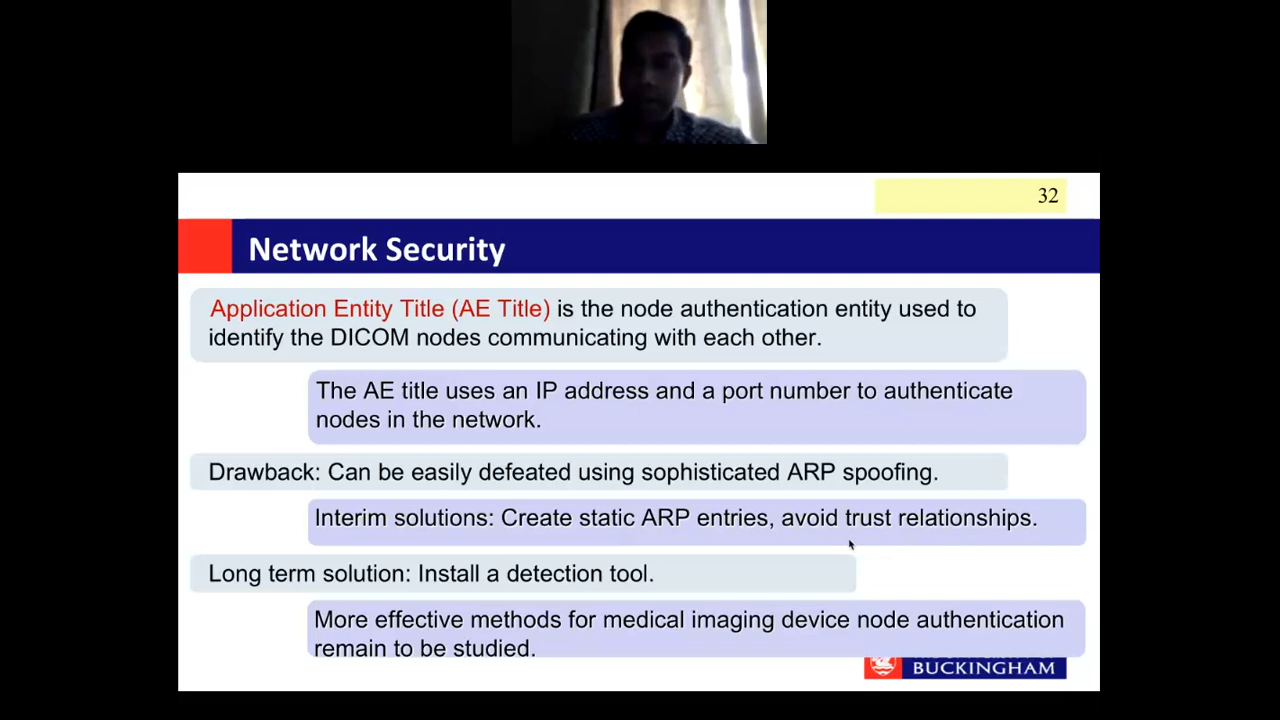 32
Network Security
Application Entity Title (AE Title) is the node authentication entity used to
identify the DICOM nodes communicating with each other.
The AE title uses an IP address and a port number to authenticate
nodes in the network.
Drawback: Can be easily defeated using sophisticated ARP spoofing.
Interim solutions: Create static ARP entries, avoid trust relationships.
Long term solution: Install a detection tool.
More effective methods for medical imaging device node authentication
remain to be studied.
BUCKINGHAM